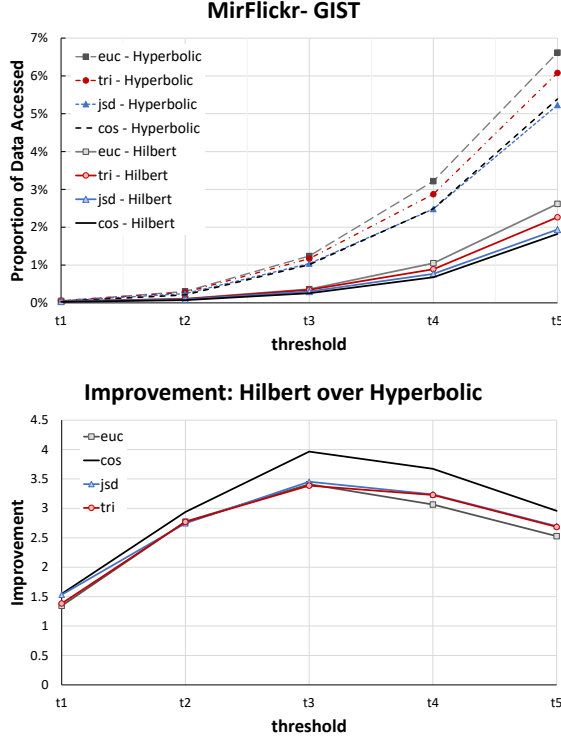 MirFlickr- GIST
7%
6%
5%
4%
3%
2%
1%
0%
Proportion of Data Accessed
euc - Hyperbolic
tri - Hyperbolic
jsd - Hyperbolic
cos - Hyperbolic
euc - Hilbert
tri - Hilbert
jsd - Hilbert
cos - Hilbert
t1 t2 t3 t4 t5
threshold
Improvement: Hilbert over Hyperbolic
4.5
4
3.5
3
2.5
2
1.5
1
0.5
0
Improvement
euc
cos
jsd
tri
t1 t2 t3 t4 t5
threshold